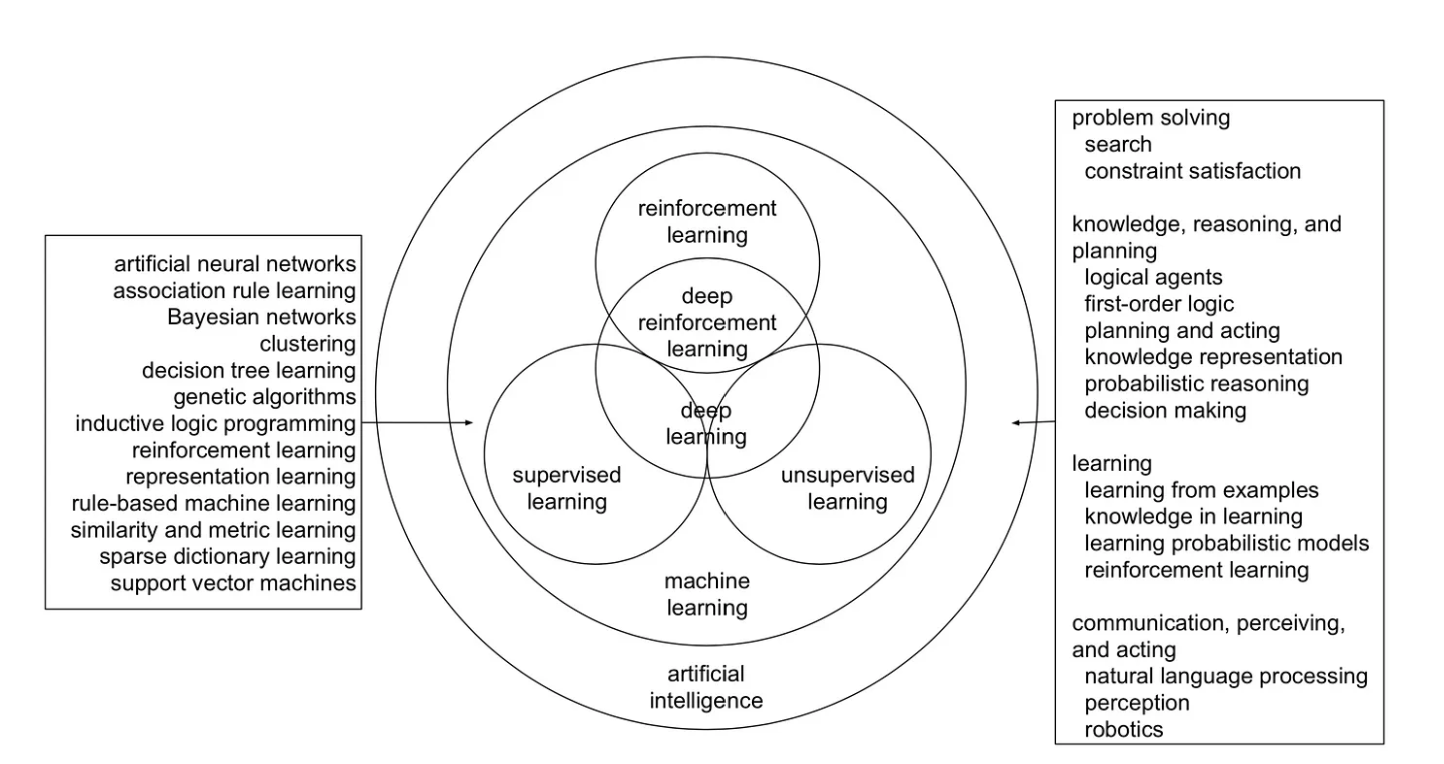 artificial neural networks
association rule learning
Bayesian networks
clustering
decision tree learning
genetic algorithms
inductive logic programming
reinforcement learning
representation learning
rule-based machine learning
similarity and metric learning
sparse dictionary learning
support vector machines
reinforcement
learning
deep
reinforcement
learning
deep
learning
supervised
learning
unsupervised
learning
machine
learning
artificial
intelligence
problem solving
search
constraint satisfaction
knowledge, reasoning, and
planning
logical agents
first-order logic
planning and acting
knowledge representation
probabilistic reasoning
decision making
learning
learning from examples
knowledge in learning
learning probabilistic models
reinforcement learning
communication, perceiving,
and acting
natural language processing
perception
robotics